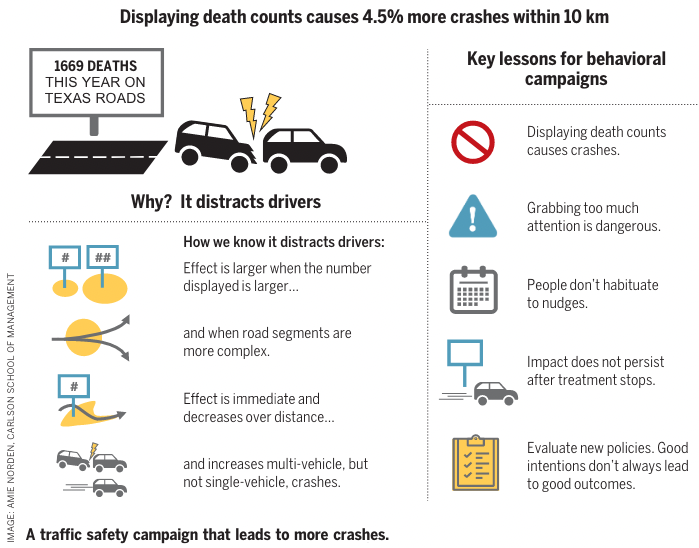 Displaying death counts causes 4.5% more crashes within 10 km
1669 DEATHS
THIS YEAR ON
TEXAS ROADS
Why? It distracts drivers
How we know it distracts drivers:
#
##
Effect is larger when the number
displayed is larger...
and when road segments are
more complex.
#
Effect is immediate and
decreases over distance...
and increases multi-vehicle, but
not single-vehicle, crashes.
Key lessons for behavioral
campaigns
Displaying death counts
causes crashes.
Grabbing too much
attention is dangerous.
People don't habituate
to nudges.
Impact does not persist
after treatment stops.
Evaluate new policies. Good
intentions don't always lead
to good outcomes.
IMAGE: AMIE NORDEN, CARLSON SCHOOL OF MANAGEMENT
A traffic safety campaign that leads to more crashes.